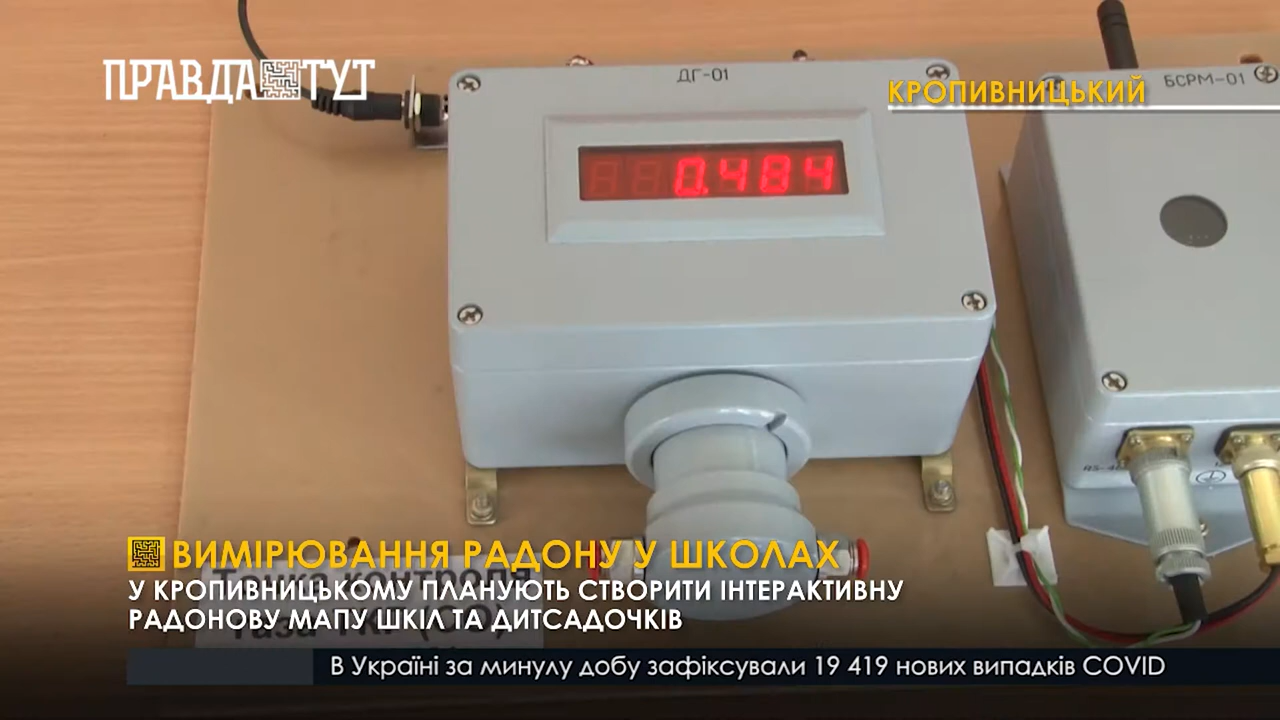 ПРАВДА ТУТ
ДГ-01
КРОПИВНИЦЬКИЙ
БСРМ-01
0.484
ВИМІРЮВАННЯ РАДОНУ У ШКОЛАХ
У КРОПИВНИЦЬКОМУ ПЛАНУЮТЬ СТВОРИТИ ІНТЕРАКТИВНУ
РАДОНОВУ МАПУ ШКІЛ ТА ДИТСАДОЧКІВ
В Україні за минулу добу зафіксували 19 419 нових випадків COVID